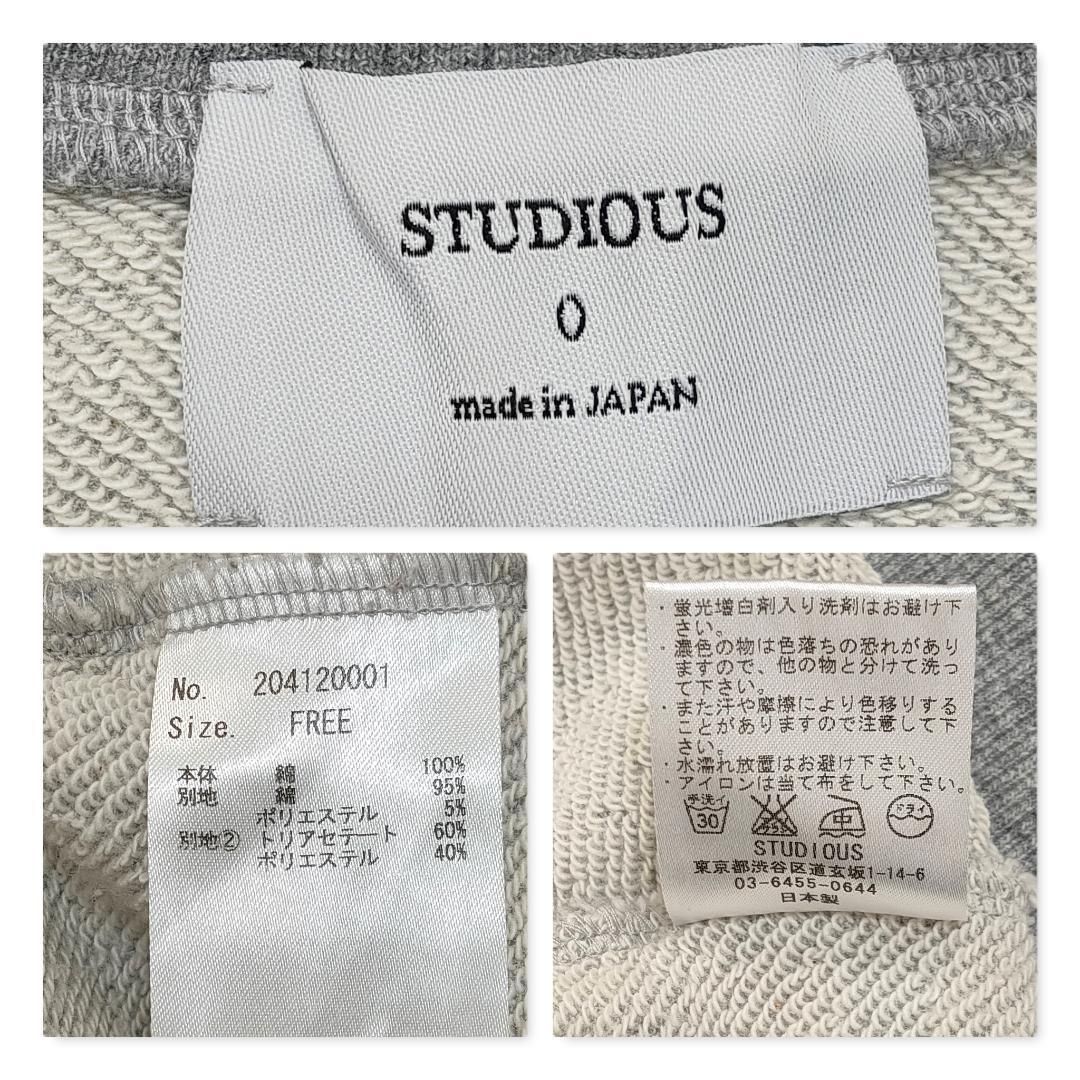 STUDIOUS
0
made in JAPAN
No. 204120001
Size. FREE
本体 綿 100%
別地 綿 95%
ポリエステル 5%
別地② トリアセテート 60%
ポリエステル 40%
・蛍光増白剤入り洗剤はお避け下
さい。
・濃色の物は色落ちの恐れがあり
ますので、他の物と分けて洗っ
て下さい。
・また汗や摩擦により色移りする
ことがありますので注意して下
さい。
・水濡れ放置はお避け下さい。
・アイロンは当て布をして下さい。
手洗イ 30 エンソサラシ 中 ドライ
STUDIOUS
東京都渋谷区道玄坂1-14-6
03-6455-0644
日本製